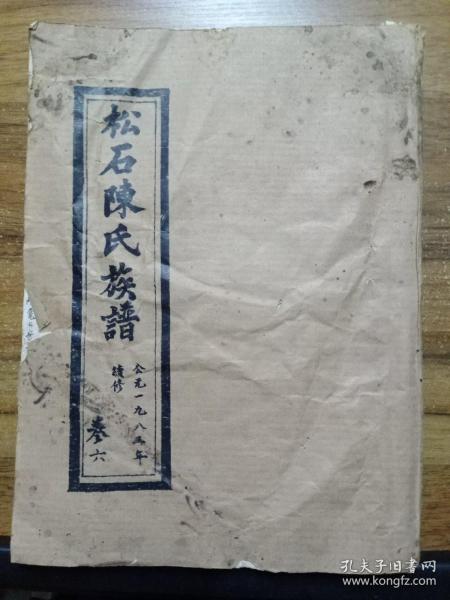 松石陳氏族譜
公元一九八五年
續修
卷六
孔夫子旧书网
www.kongfz.com